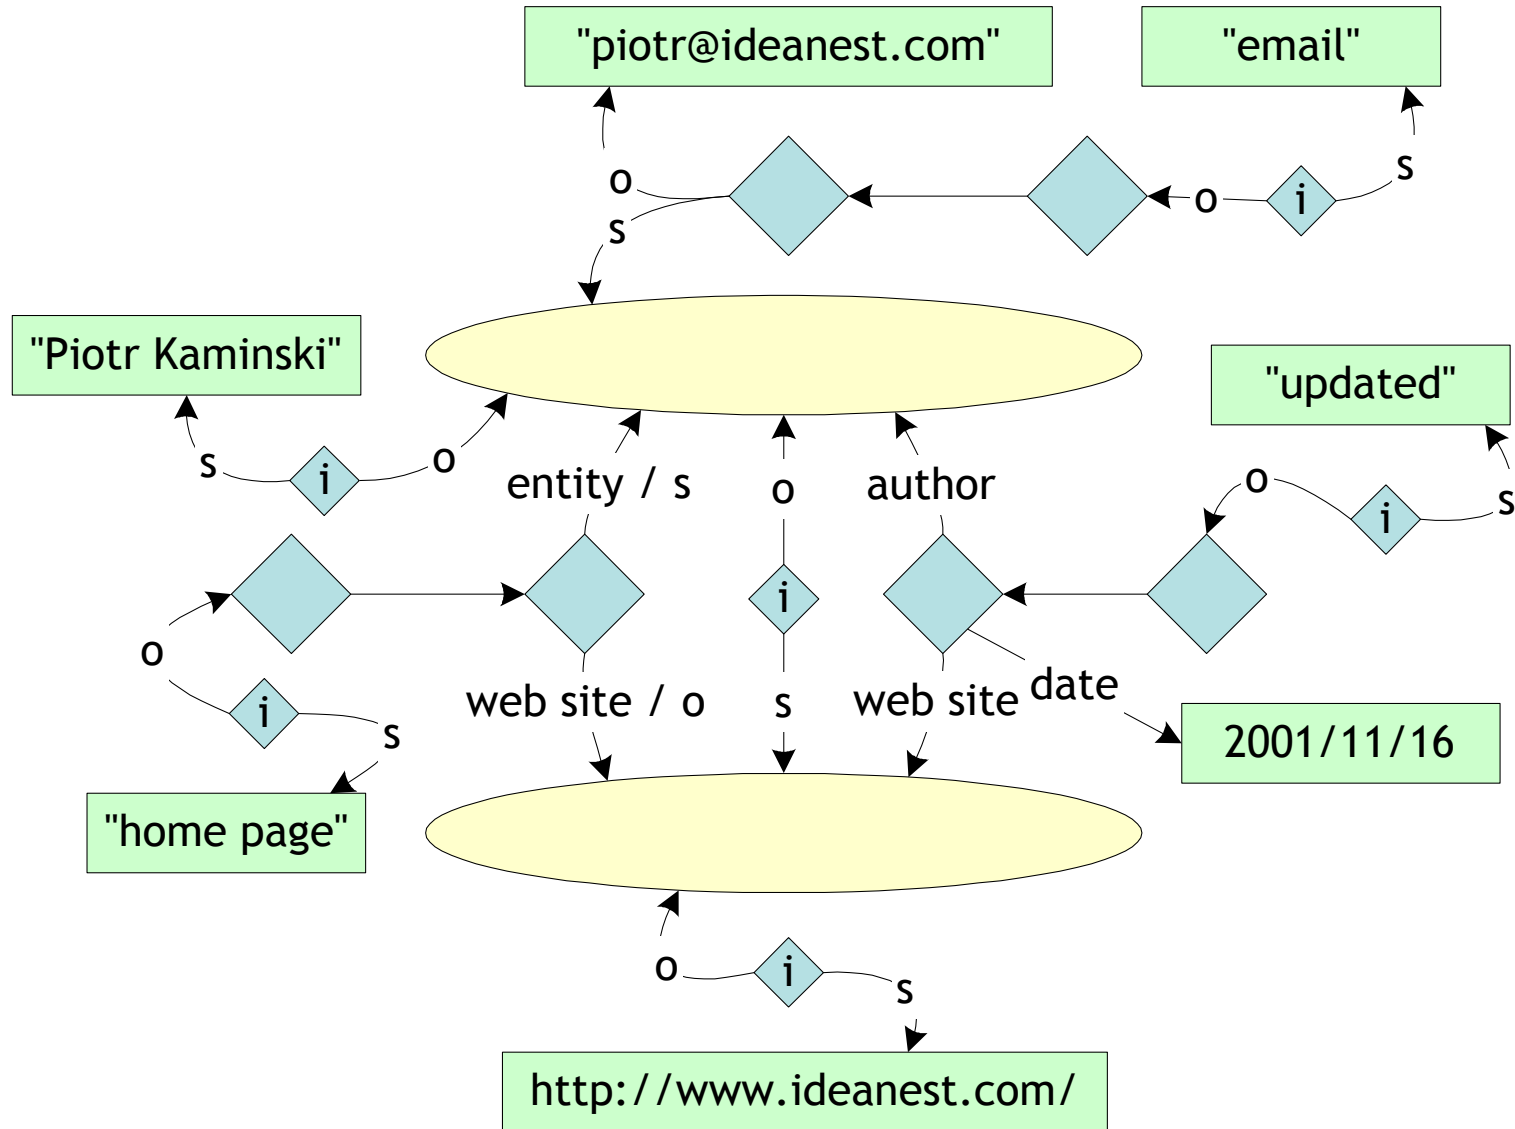 "piotr@ideanest.com"
"email"
o
s
o
i
s
"Piotr Kaminski"
"updated"
s
i
o
entity / s
o
author
o
i
s
i
o
i
s
web site / o
s
web site
date
2001/11/16
"home page"
o
i
s
http://www.ideanest.com/